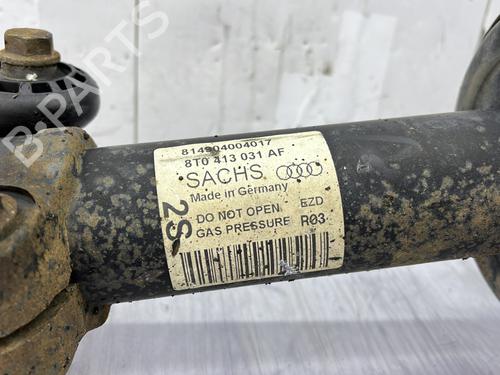 814904004017
8T0 413 031 AF
SACHS
Made in Germany
DO NOT OPEN EZD
GAS PRESSURE R03
2S
B-PARTS